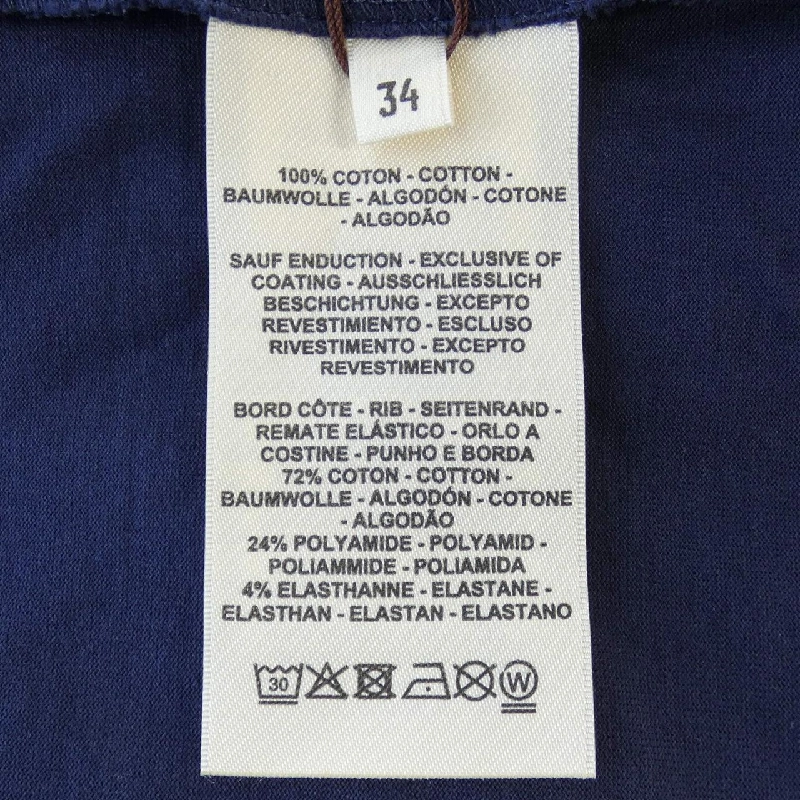 34
100% COTON - COTTON -
BAUMWOLLE - ALGODÓN - COTONE
- ALGODÃO
SAUF ENDUCTION - EXCLUSIVE OF
COATING - AUSSCHLIESSLICH
BESCHICHTUNG - EXCEPTO
REVESTIMIENTO - ESCLUSO
RIVESTIMENTO - EXCEPTO
REVESTIMENTO
BORD CÔTE - RIB - SEITENRAND -
REMATE ELÁSTICO - ORLO A
COSTINE - PUNHO E BORDA
72% COTON - COTTON -
BAUMWOLLE - ALGODÓN - COTONE
- ALGODÃO
24% POLYAMIDE - POLYAMID -
POLIAMMIDE - POLIAMIDA
4% ELASTHANNE - ELASTANE -
ELASTHAN - ELASTAN - ELASTANO
30 W